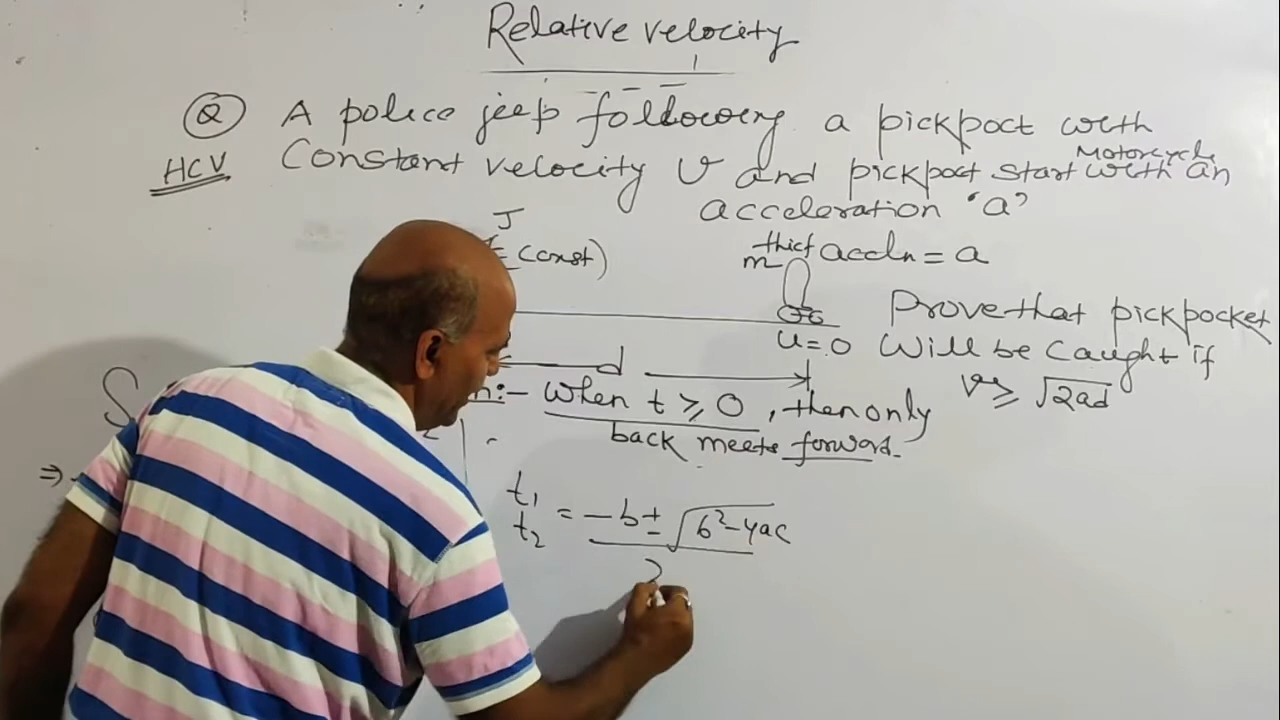 Relative velocity
Q A police jeep following a pickpoct with
HCV Constant velocity v and pickpoct start with an
Motorcycle
acceleration 'a'
J
const)
thief
m accln = a
u=0
d
Prove that pickpocket
will be caught if
v ≥ √2ad
n:- When t ≥ 0, then only
back meets forward.
S
⇒
t1
t2 = -b ± √b²-4ac
2